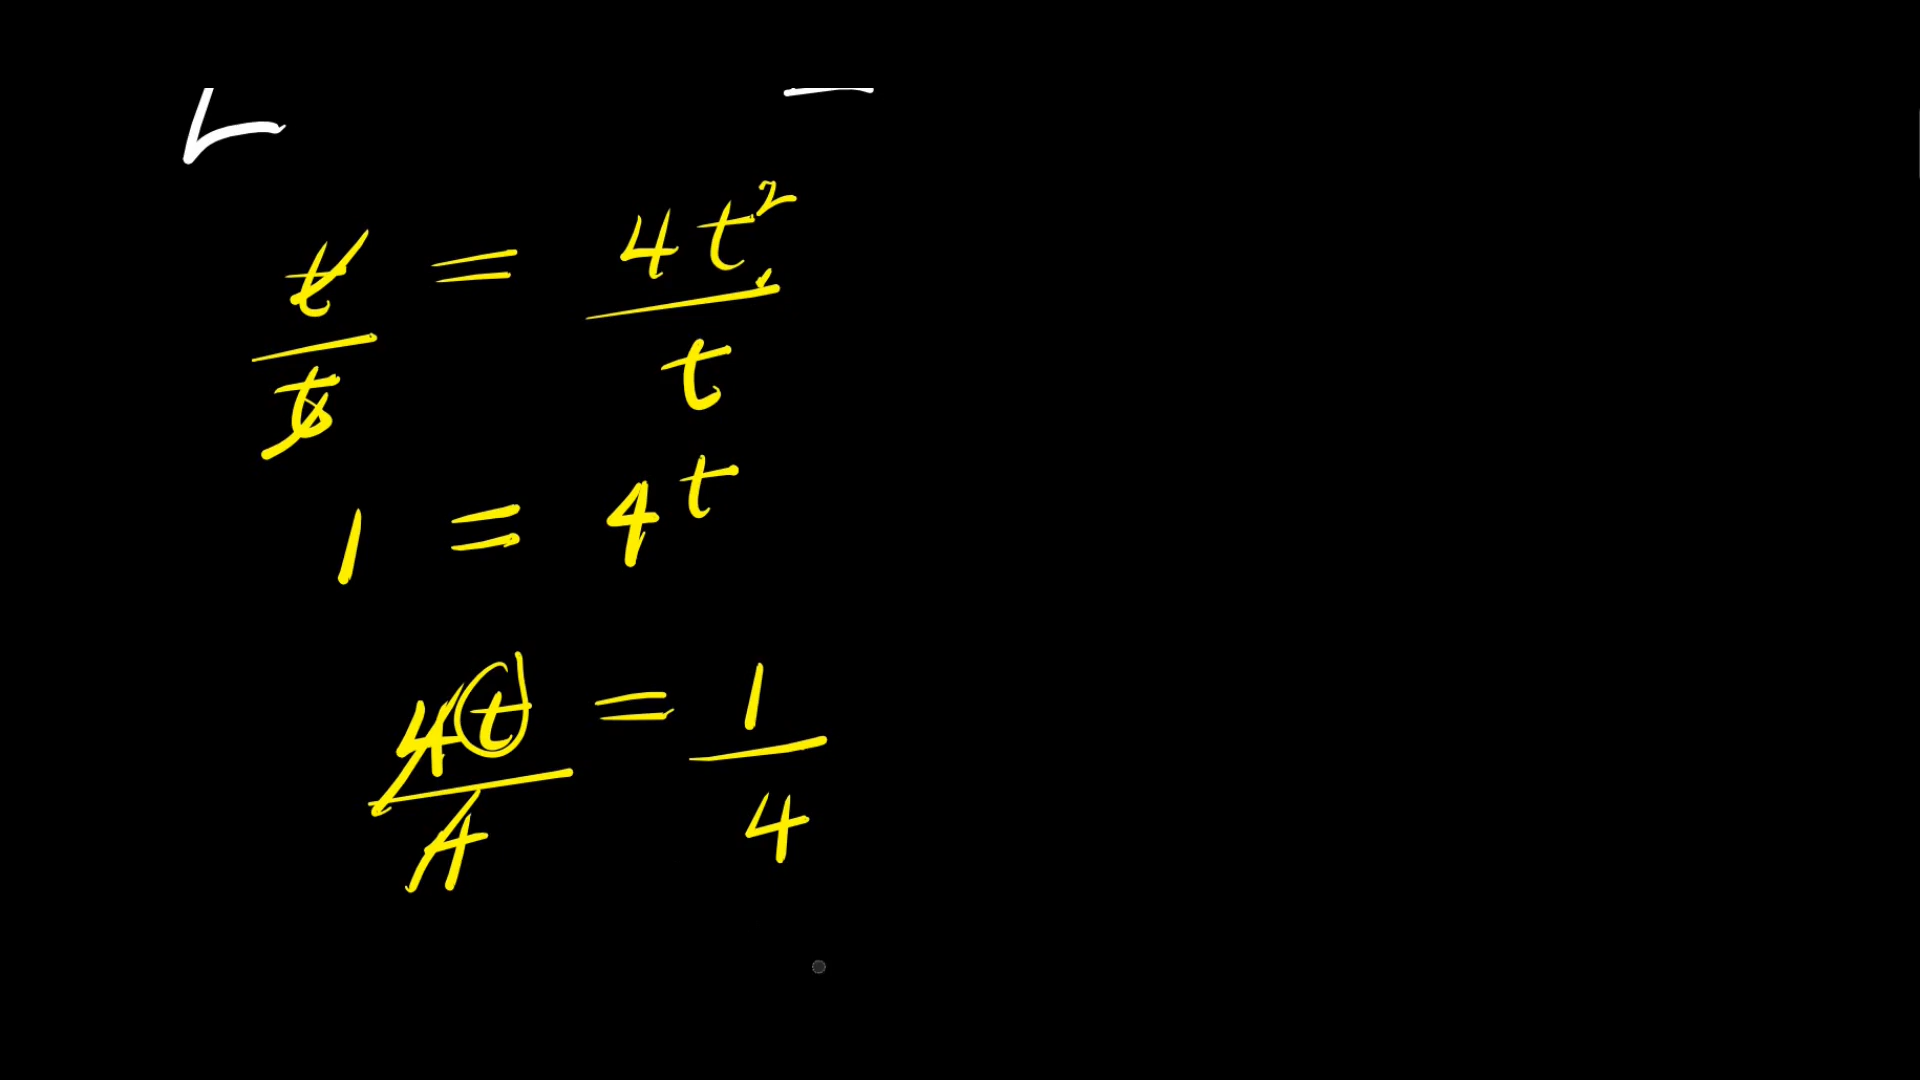 t/t = 4t²/t
1 = 4t
4t/4 = 1/4